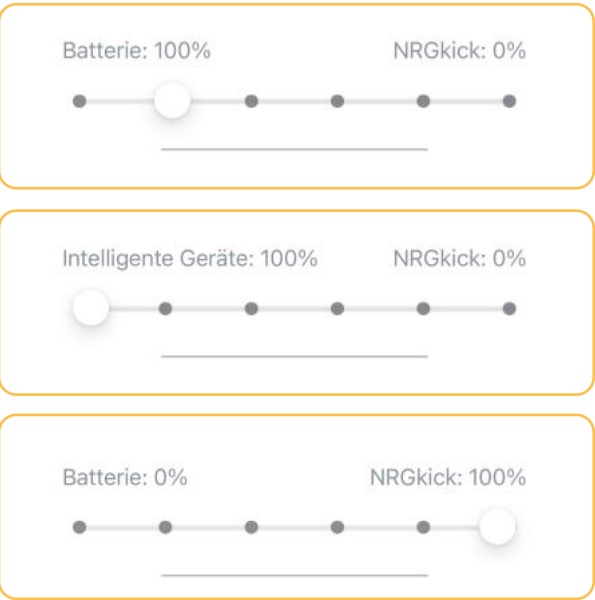 Batterie: 100% NRGkick: 0%
Intelligente Geräte: 100% NRGkick: 0%
Batterie: 0% NRGkick: 100%